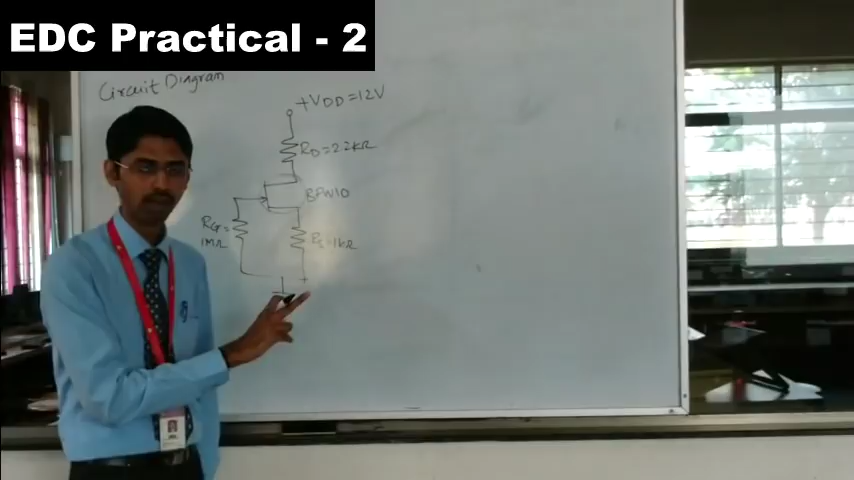 EDC Practical - 2
Circuit Diagram
+VDD=12V
RD=2.2kΩ
BFW10
RG=
1MΩ
RS=1kΩ